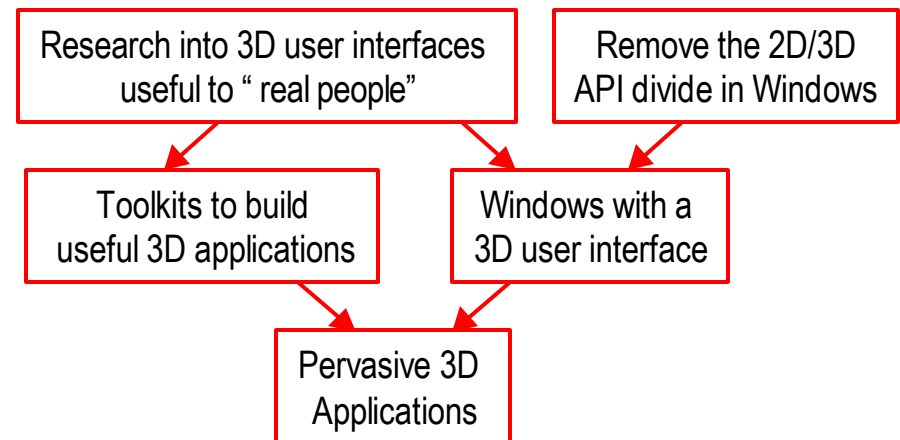 Research into 3D user interfaces
useful to “ real people”
Remove the 2D/3D
API divide in Windows
Toolkits to build
useful 3D applications
Windows with a
3D user interface
Pervasive 3D
Applications